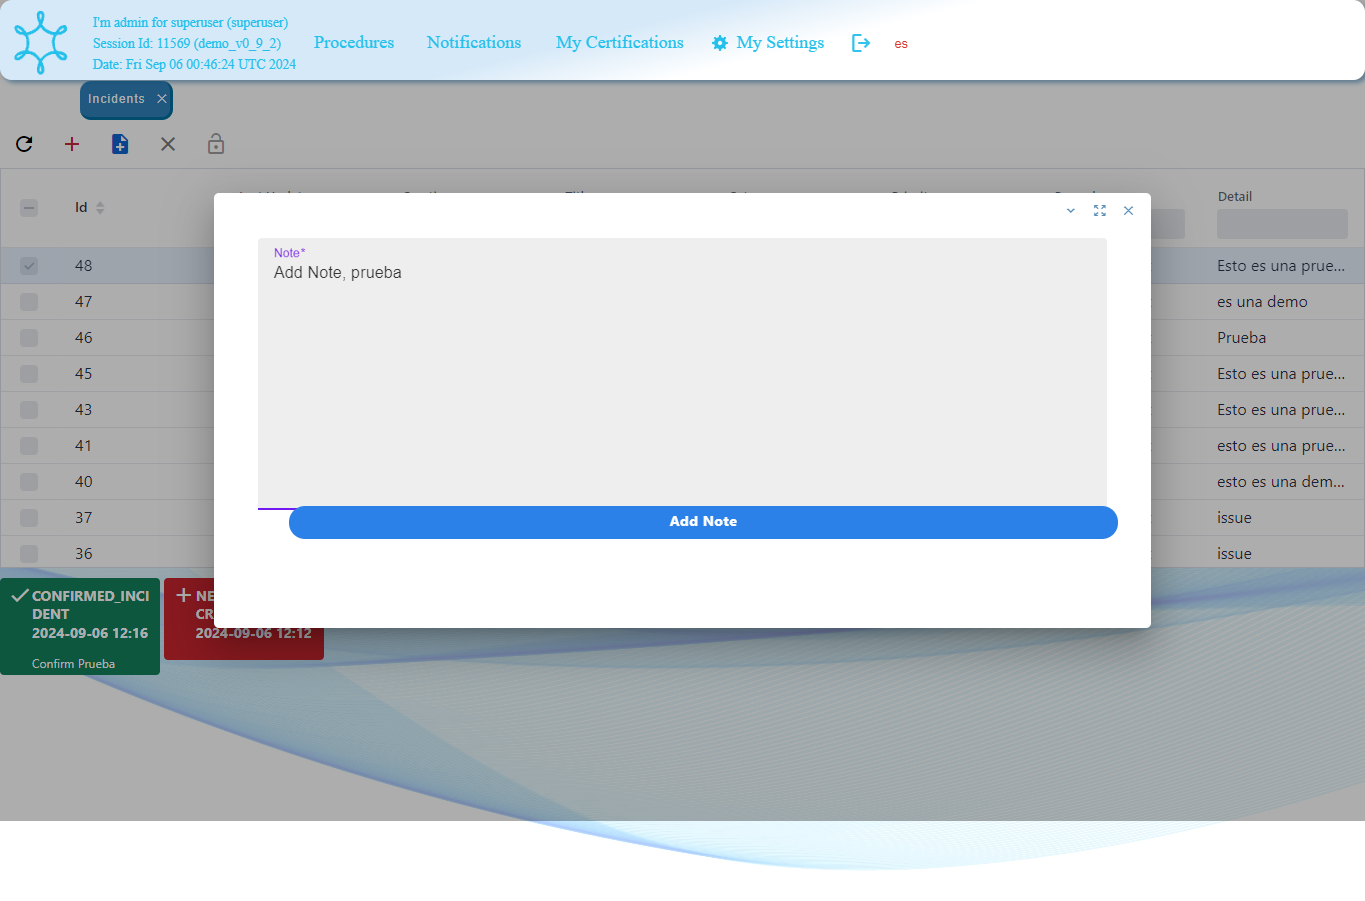 I'm admin for superuser (superuser)
Session Id: 11569 (demo_v0_9_2)
Date: Fri Sep 06 00:46:24 UTC 2024
Procedures
Notifications
My Certifications
My Settings
es
Incidents
Id
Detail
48
Esto es una prue...
47
es una demo
46
Prueba
45
Esto es una prue...
43
Esto es una prue...
41
esto es una prue...
40
esto es una dem...
37
issue
36
issue
Note*
Add Note, prueba
Add Note
CONFIRMED_INCI
DENT
2024-09-06 12:16
Confirm Prueba
NE
CR
2024-09-06 12:12